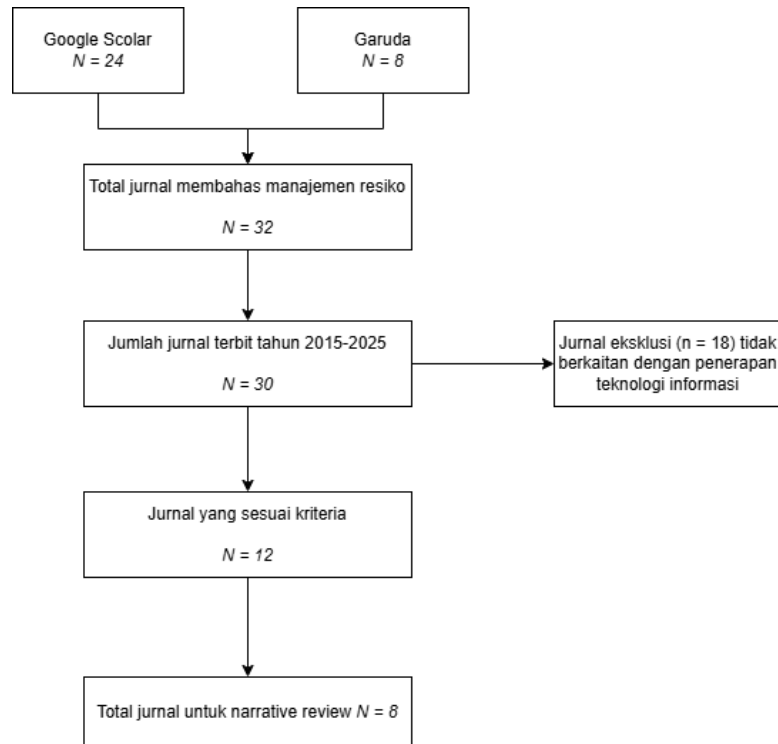 Google Scolar
N = 24
Garuda
N = 8
Total jurnal membahas manajemen resiko
N = 32
Jumlah jurnal terbit tahun 2015-2025
N = 30
Jurnal eksklusi (n = 18) tidak
berkaitan dengan penerapan
teknologi informasi
Jurnal yang sesuai kriteria
N = 12
Total jurnal untuk narrative review N = 8